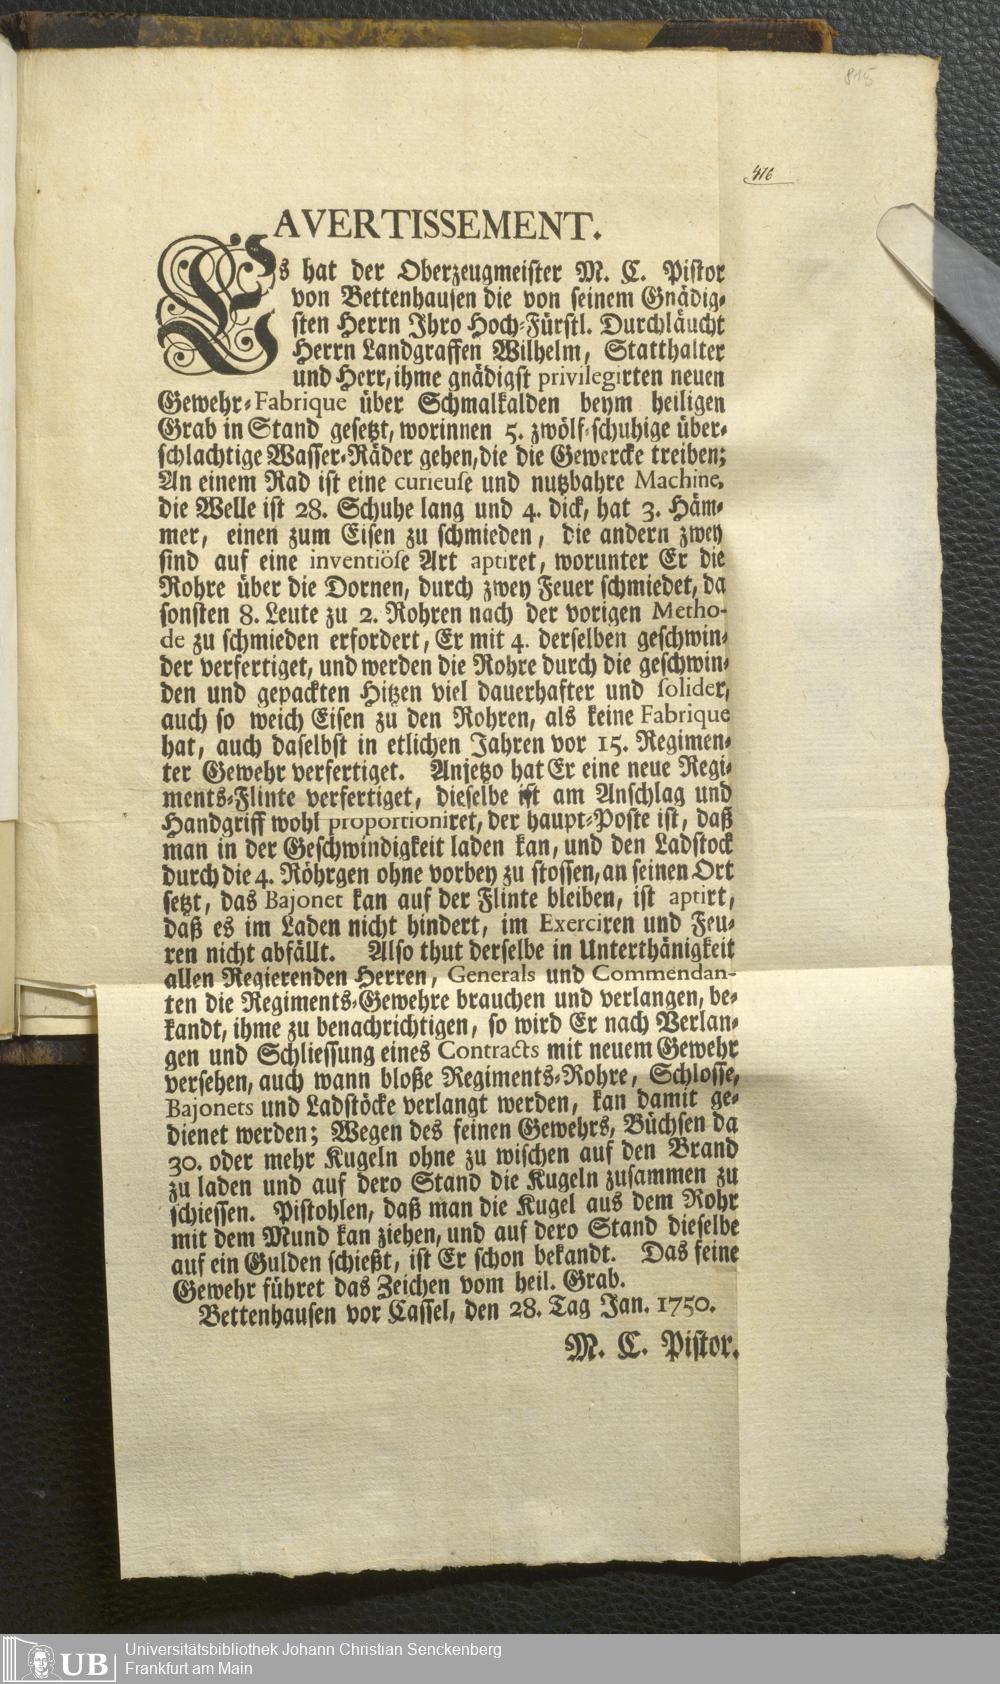 815
416
AVERTISSEMENT.
Es hat der Oberzeugmeister M. C. Pistor
von Bettenhausen die von seinem Gnädig-
sten Herrn Ihro Hoch-Fürstl. Durchläucht
Herrn Landgraffen Wilhelm, Statthalter
und Herr, ihme gnädigst privilegirten neuen
Gewehr-Fabrique über Schmalkalden beym heiligen
Grab in Stand gesetzt, worinnen 5. zwölf-schuhige über-
schlachtige Wasser-Räder gehen, die die Gewercke treiben;
An einem Rad ist eine curieuse und nutzbahre Machine,
die Welle ist 28. Schuhe lang und 4. dick, hat 3. Häm-
mer, einen zum Eisen zu schmieden, die andern zwey
sind auf eine inventiöse Art aptiret, worunter Er die
Rohre über die Dornen, durch zwey Feuer schmiedet, da
sonsten 8. Leute zu 2. Rohren nach der vorigen Metho-
de zu schmieden erfordert, Er mit 4. derselben geschwin-
der verfertiget, und werden die Rohre durch die geschwin-
den und gepackten Hitzen viel dauerhafter und solider,
auch so weich Eisen zu den Rohren, als keine Fabrique
hat, auch daselbst in etlichen Jahren vor 15. Regimen-
ter Gewehr verfertiget. Anjetzo hat Er eine neue Regi-
ments-Flinte verfertiget, dieselbe ist am Anschlag und
Handgriff wohl proportioniret, der haupt-Poste ist, daß
man in der Geschwindigkeit laden kan, und den Ladstock
durch die 4. Röhrgen ohne vorbey zu stossen, an seinen Ort
setzt, das Bajonet kan auf der Flinte bleiben, ist aptirt,
daß es im Laden nicht hindert, im Exerciren und Feu-
ren nicht abfällt. Also thut derselbe in Unterthänigkeit
allen Regierenden Herren, Generals und Commendan-
ten die Regiments-Gewehre brauchen und verlangen, be-
kandt, ihme zu benachrichtigen, so wird Er nach Verlan-
gen und Schliessung eines Contracts mit neuem Gewehr
versehen, auch wann bloße Regiments-Rohre, Schlosse,
Bajonets und Ladstöcke verlangt werden, kan damit ge-
dienet werden; Wegen des feinen Gewehrs, Büchsen da
30. oder mehr Kugeln ohne zu wischen auf den Brand
zu laden und auf dero Stand die Kugeln zusammen zu
schiessen. Pistohlen, daß man die Kugel aus dem Rohr
mit dem Mund kan ziehen, und auf dero Stand dieselbe
auf ein Gulden schießt, ist Er schon bekandt. Das feine
Gewehr führet das Zeichen vom heil. Grab.
Bettenhausen vor Cassel, den 28. Tag Jan. 1750.
M. C. Pistor.
UB
Universitätsbibliothek Johann Christian Senckenberg
Frankfurt am Main